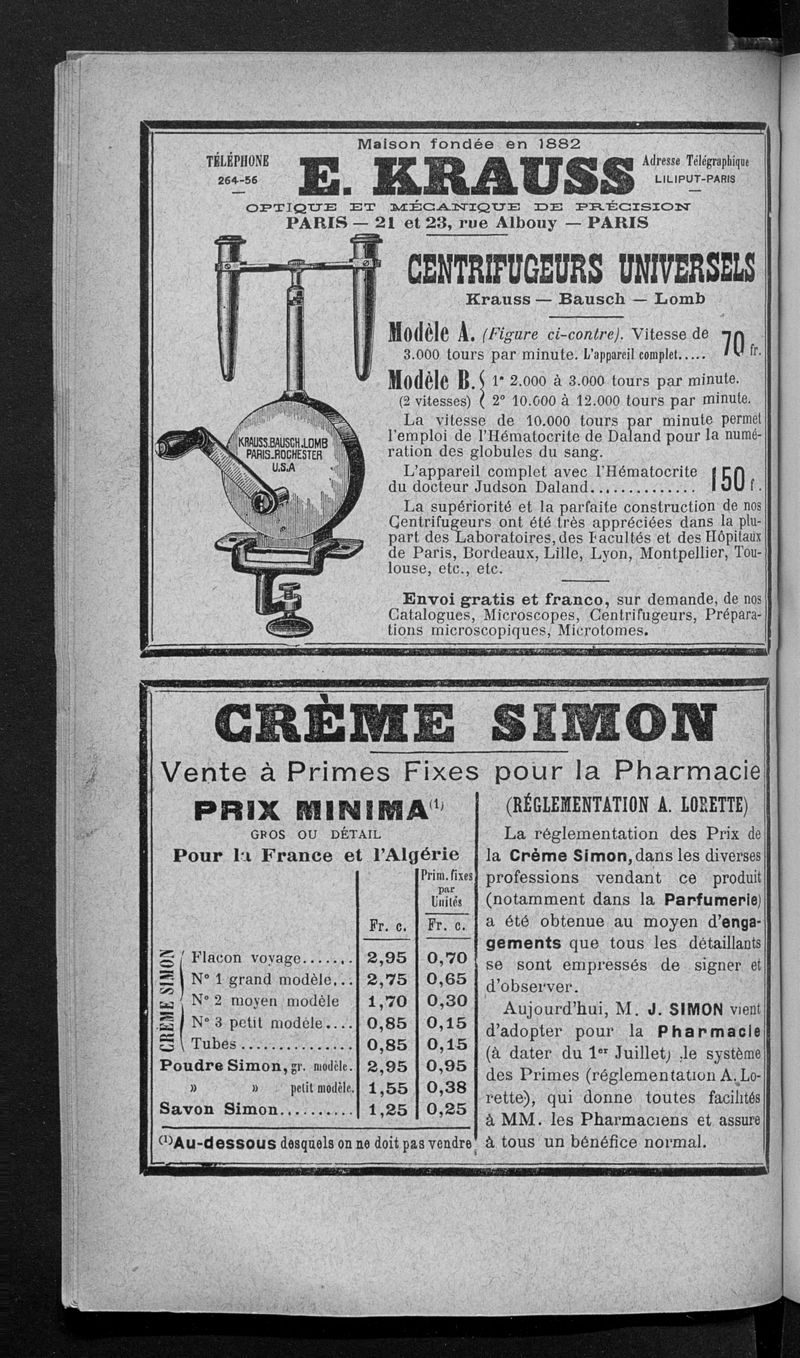 Maison fondée en 1882
TÉLÉPHONE
264-56
E. KRAUSS
Adresse Télégraphique
LILIPUT-PARIS
OPTIQUE ET MÉCANIQUE DE PRÉCISION
PARIS — 21 et 23, rue Albouy — PARIS
CENTRIFUGEURS UNIVERSELS
Krauss — Bausch — Lomb
Modèle A. (Figure ci-contre). Vitesse de
3.000 tours par minute. L'appareil complet..... 70 fr.
Modèle B. 1° 2.000 à 3.000 tours par minute.
(2 vitesses) 2° 10.000 à 12.000 tours par minute.
La vitesse de 10.000 tours par minute permet
l'emploi de l'Hématocrite de Daland pour la numé-
ration des globules du sang.
L'appareil complet avec l'Hématocrite
du docteur Judson Daland.............. 150 f.
La supériorité et la parfaite construction de nos
Centrifugeurs ont été très appréciées dans la plu-
part des Laboratoires, des Facultés et des Hôpitaux
de Paris, Bordeaux, Lille, Lyon, Montpellier, Tou-
louse, etc., etc.
Envoi gratis et franco, sur demande, de nos
Catalogues, Microscopes, Centrifugeurs, Prépara-
tions microscopiques, Microtomes.
KRAUSS.BAUSCH.LOMB
PARIS.ROCHESTER
U.S.A
CRÈME SIMON
Vente à Primes Fixes pour la Pharmacie
PRIX MINIMA(1)
GROS OU DÉTAIL
Pour la France et l'Algérie
Prim. fixes
par
Unités
Fr. c. Fr. c.
CRÈME SIMON
Flacon voyage....... 2,95 0,70
N° 1 grand modèle... 2,75 0,65
N° 2 moyen modèle 1,70 0,30
N° 3 petit modèle.... 0,85 0,15
Tubes ............... 0,85 0,15
Poudre Simon, gr. modèle. 2,95 0,95
» » petit modèle. 1,55 0,38
Savon Simon.......... 1,25 0,25
(1) Au-dessous desquels on ne doit pas vendre
(RÉGLEMENTATION A. LORETTE)
La réglementation des Prix de
la Crème Simon, dans les diverses
professions vendant ce produit
(notamment dans la Parfumerie)
a été obtenue au moyen d'enga-
gements que tous les détaillants
se sont empressés de signer et
d'observer.
Aujourd'hui, M. J. SIMON vient
d'adopter pour la Pharmacie
(à dater du 1er Juillet) le système
des Primes (réglementation A. Lo-
rette), qui donne toutes facilités
à MM. les Pharmaciens et assure
à tous un bénéfice normal.